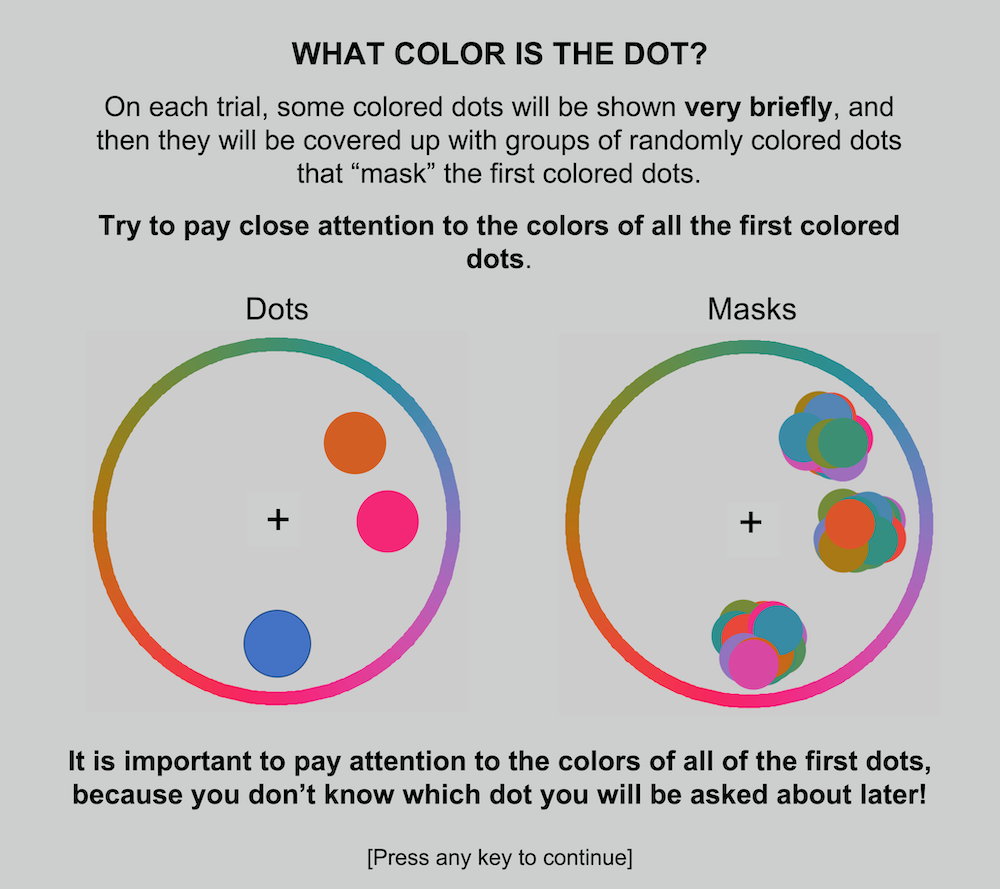 WHAT COLOR IS THE DOT?
On each trial, some colored dots will be shown very briefly, and
then they will be covered up with groups of randomly colored dots
that “mask” the first colored dots.
Try to pay close attention to the colors of all the first colored
dots.
Dots
Masks
+
+
It is important to pay attention to the colors of all of the first dots,
because you don’t know which dot you will be asked about later!
[Press any key to continue]